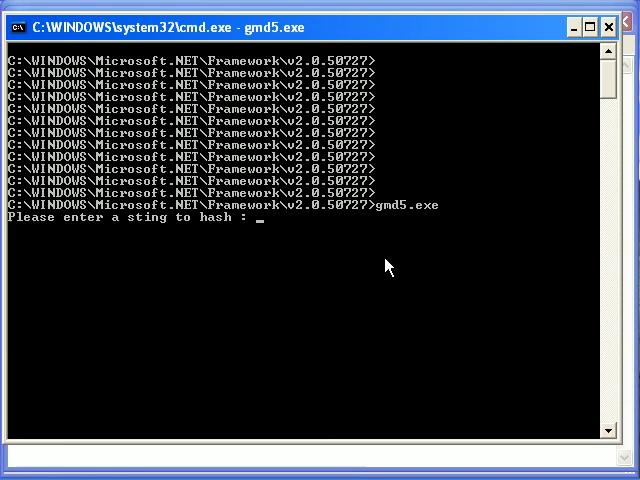 C:\WINDOWS\system32\cmd.exe - gmd5.exe
C:\WINDOWS\Microsoft.NET\Framework\v2.0.50727>
C:\WINDOWS\Microsoft.NET\Framework\v2.0.50727>
C:\WINDOWS\Microsoft.NET\Framework\v2.0.50727>
C:\WINDOWS\Microsoft.NET\Framework\v2.0.50727>
C:\WINDOWS\Microsoft.NET\Framework\v2.0.50727>
C:\WINDOWS\Microsoft.NET\Framework\v2.0.50727>
C:\WINDOWS\Microsoft.NET\Framework\v2.0.50727>
C:\WINDOWS\Microsoft.NET\Framework\v2.0.50727>
C:\WINDOWS\Microsoft.NET\Framework\v2.0.50727>
C:\WINDOWS\Microsoft.NET\Framework\v2.0.50727>
C:\WINDOWS\Microsoft.NET\Framework\v2.0.50727>
C:\WINDOWS\Microsoft.NET\Framework\v2.0.50727>
C:\WINDOWS\Microsoft.NET\Framework\v2.0.50727>gmd5.exe
Please enter a sting to hash : _